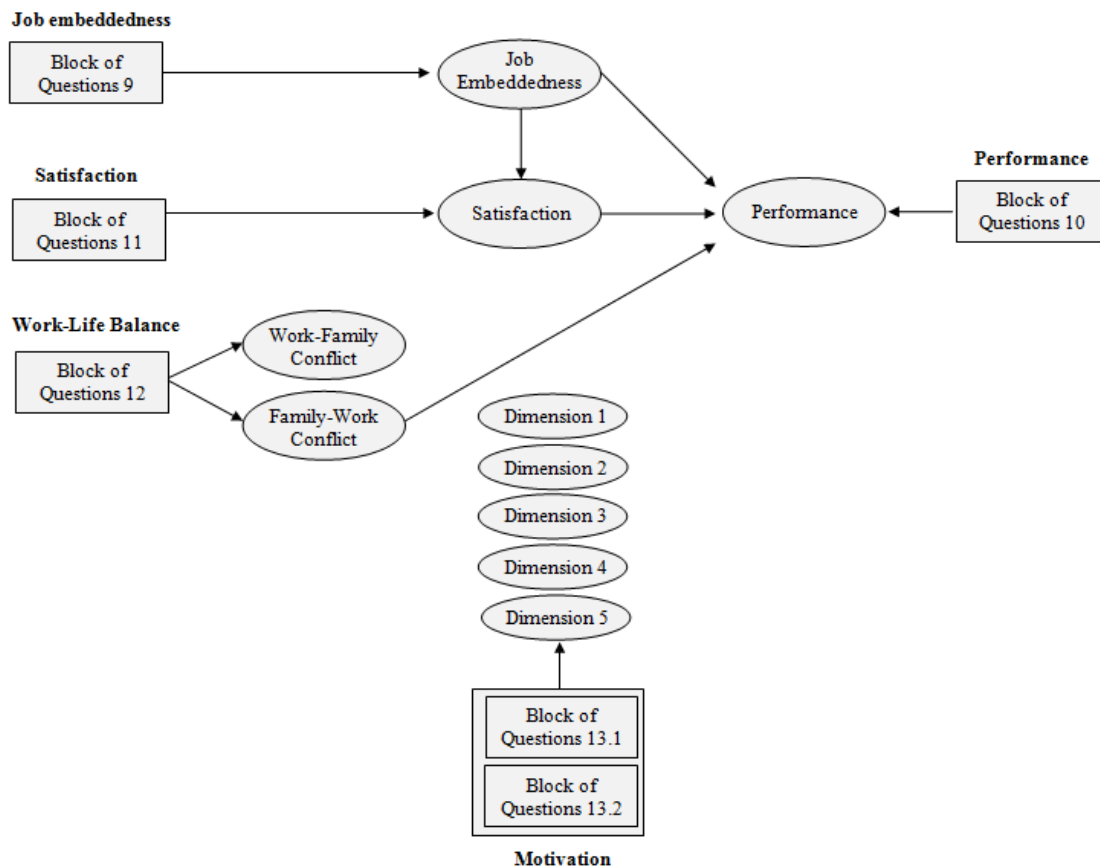 Job embeddedness
Block of
Questions 9
Job
Embeddedness
Satisfaction
Block of
Questions 11
Satisfaction
Performance
Performance
Block of
Questions 10
Work-Life Balance
Block of
Questions 12
Work-Family
Conflict
Family-Work
Conflict
Dimension 1
Dimension 2
Dimension 3
Dimension 4
Dimension 5
Block of
Questions 13.1
Block of
Questions 13.2
Motivation